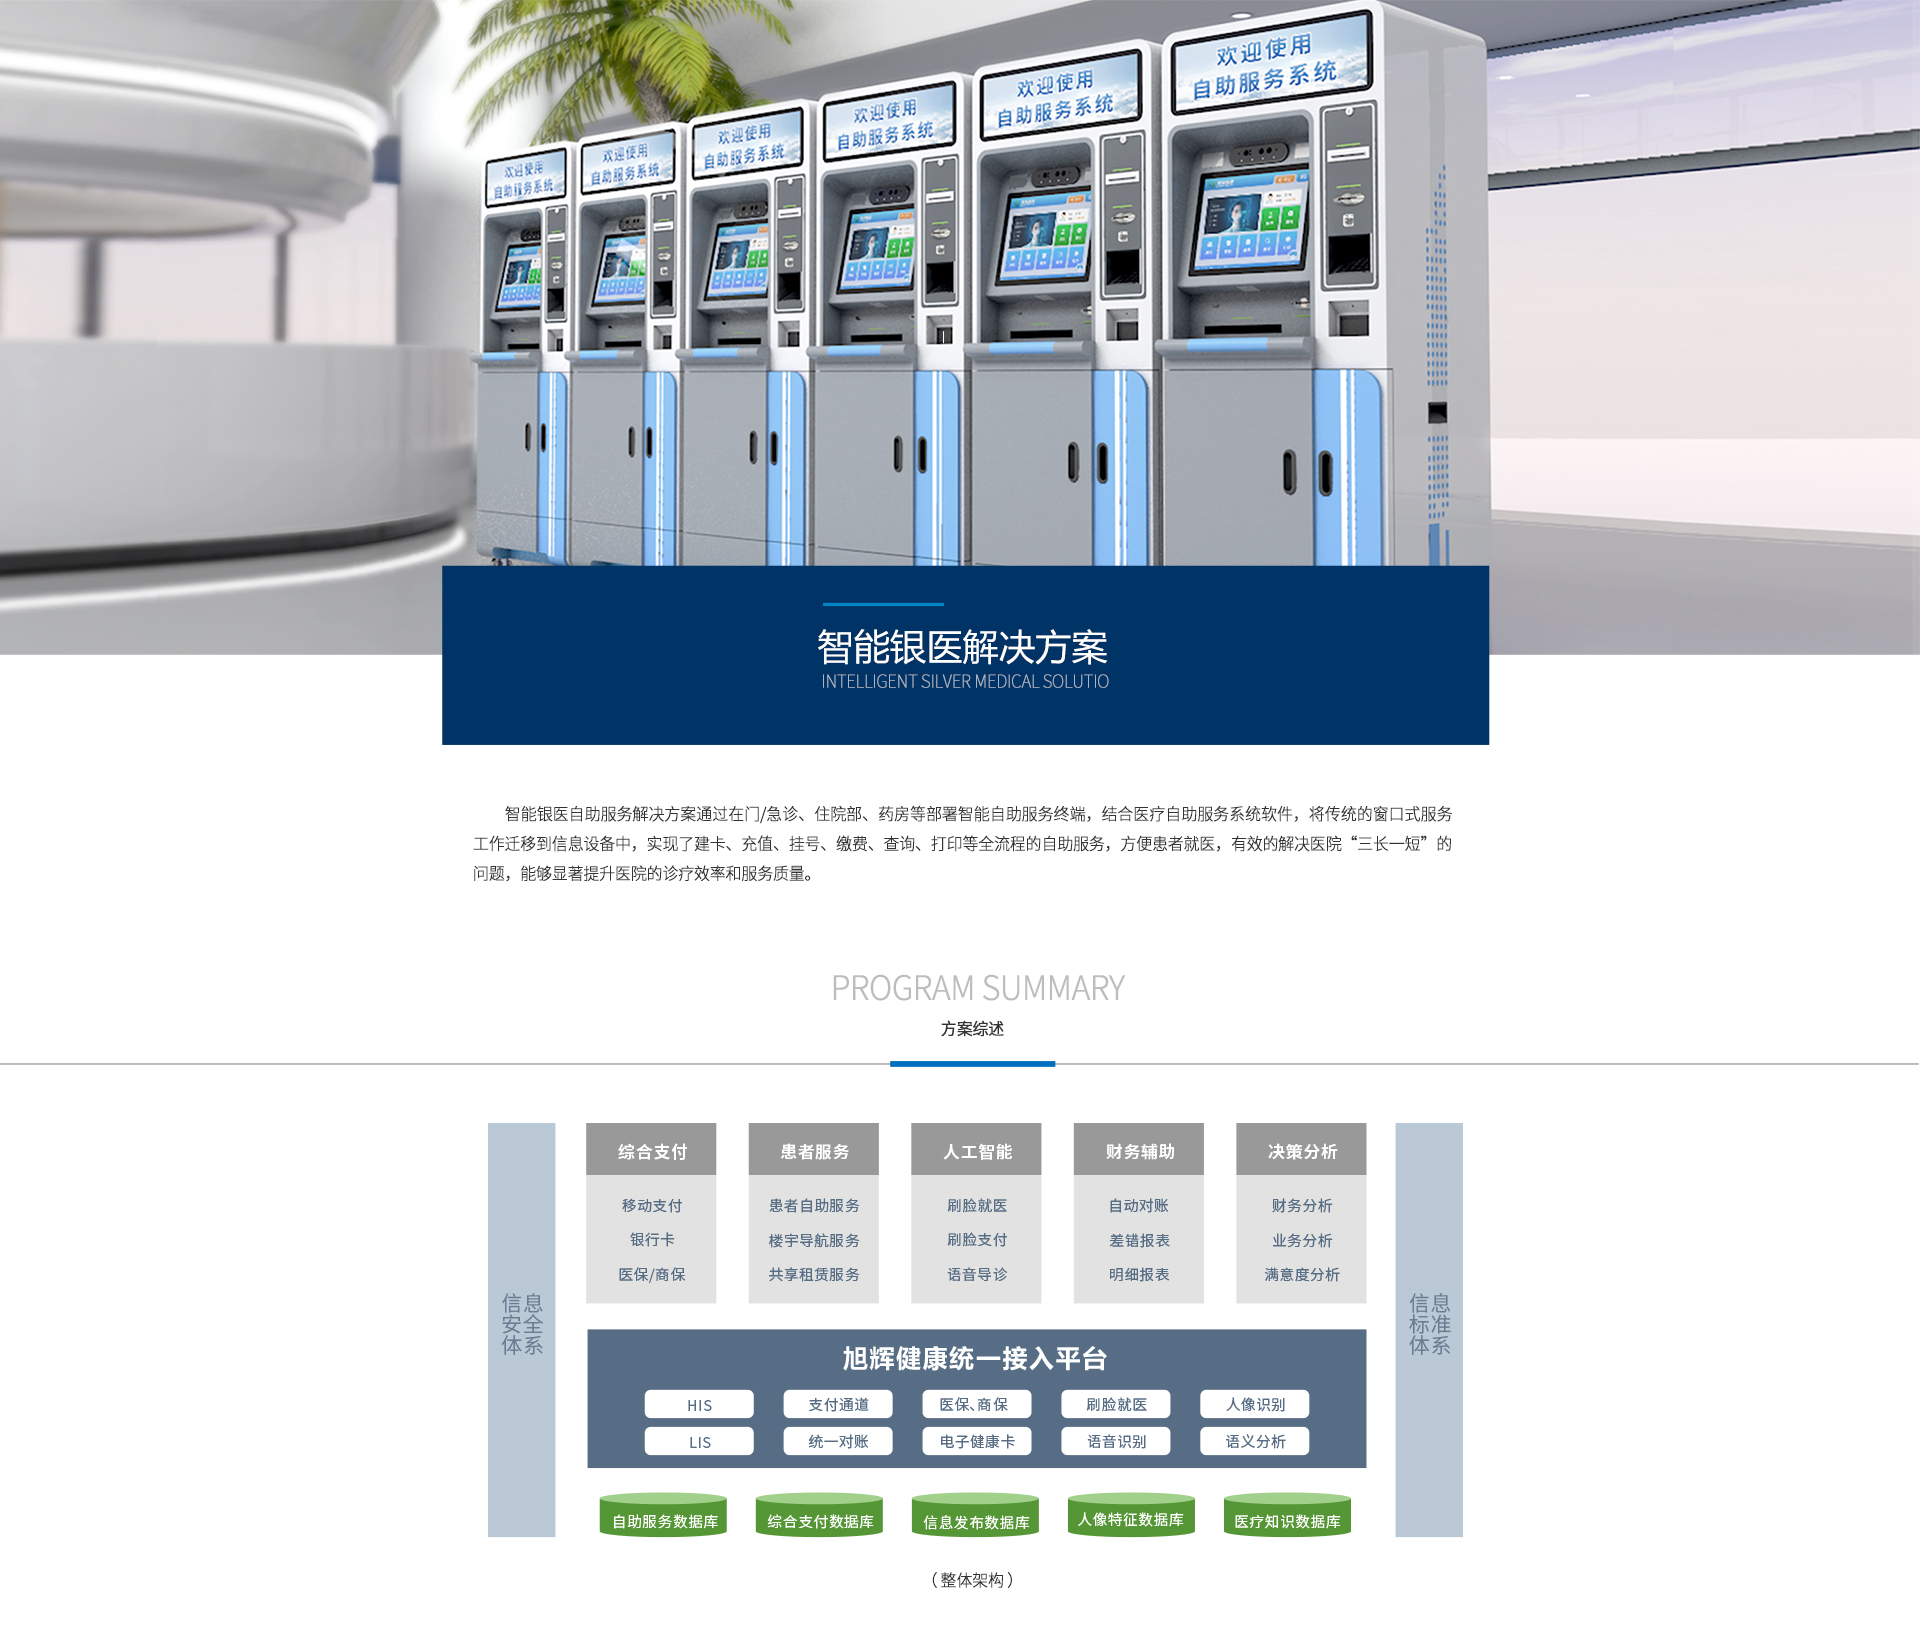 欢迎使用
自助服务系统
欢迎使用
自助服务系统
欢迎使用
自助服务系统
欢迎使用
自助服务系统
欢迎使用
自助服务系统
欢迎使用
自助服务系统
智能银医解决方案
INTELLIGENT SILVER MEDICAL SOLUTIO
智能银医自助服务解决方案通过在门/急诊、住院部、药房等部署智能自助服务终端，结合医疗自助服务系统软件，将传统的窗口式服务
工作迁移到信息设备中，实现了建卡、充值、挂号、缴费、查询、打印等全流程的自助服务，方便患者就医，有效的解决医院“三长一短”的
问题，能够显著提升医院的诊疗效率和服务质量。
PROGRAM SUMMARY
方案综述
信息
安全
体系
综合支付
移动支付
银行卡
医保/商保
患者服务
患者自助服务
楼宇导航服务
共享租赁服务
人工智能
刷脸就医
刷脸支付
语音导诊
财务辅助
自动对账
差错报表
明细报表
决策分析
财务分析
业务分析
满意度分析
信息
标准
体系
旭辉健康统一接入平台
HIS
支付通道
医保、商保
刷脸就医
人像识别
LIS
统一对账
电子健康卡
语音识别
语义分析
自助服务数据库
综合支付数据库
信息发布数据库
人像特征数据库
医疗知识数据库
（整体架构）